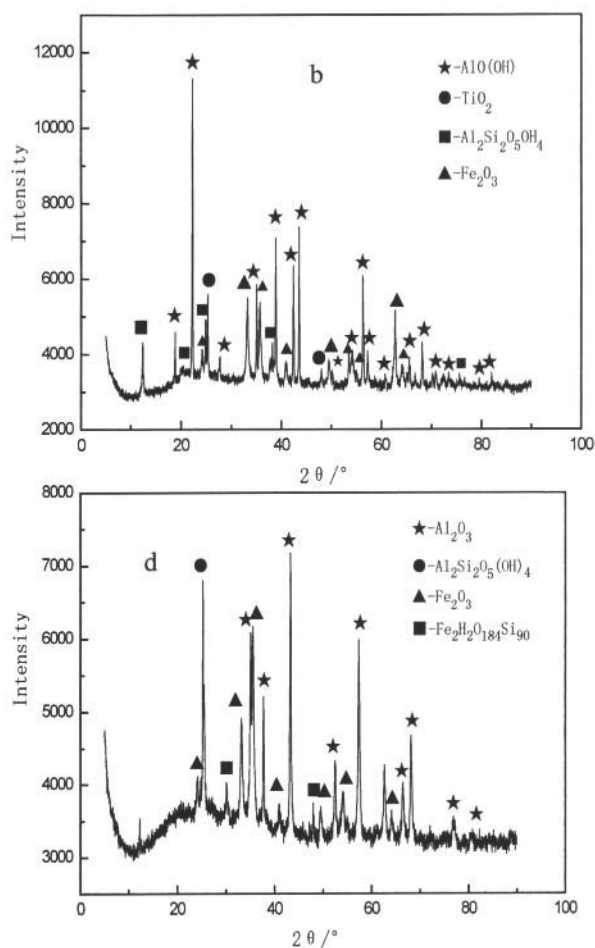 12000
10000
8000
6000
4000
2000
Intensity
b
★-AlO(OH)
●-TiO2
■-Al2Si2O5OH4
▲-Fe2O3
0
20
40
60
80
100
2θ/°
8000
7000
6000
5000
4000
3000
Intensity
d
★-Al2O3
●-Al2Si2O5(OH)4
▲-Fe2O3
■-Fe2H2O184Si90
0
20
40
60
80
100
2θ/°